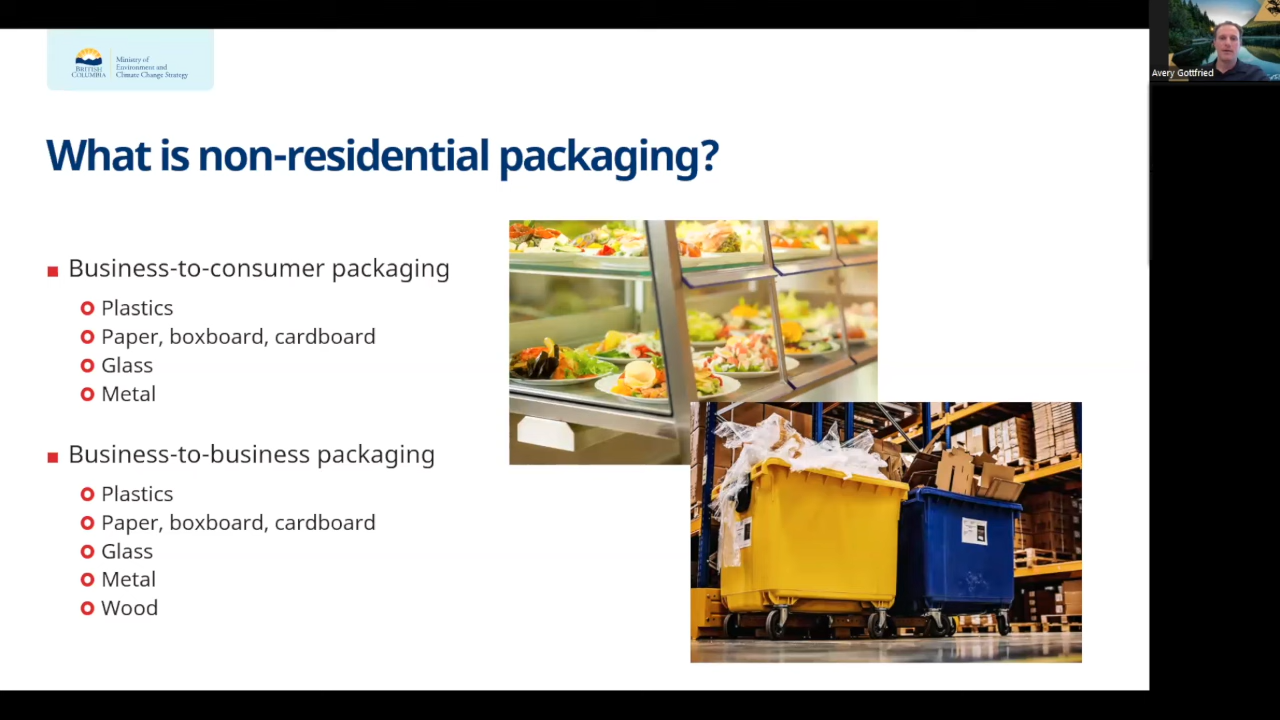 BRITISH
COLUMBIA
Ministry of
Environment and
Climate Change Strategy
Avery Gottfried
What is non-residential packaging?
Business-to-consumer packaging
Plastics
Paper, boxboard, cardboard
Glass
Metal
Business-to-business packaging
Plastics
Paper, boxboard, cardboard
Glass
Metal
Wood